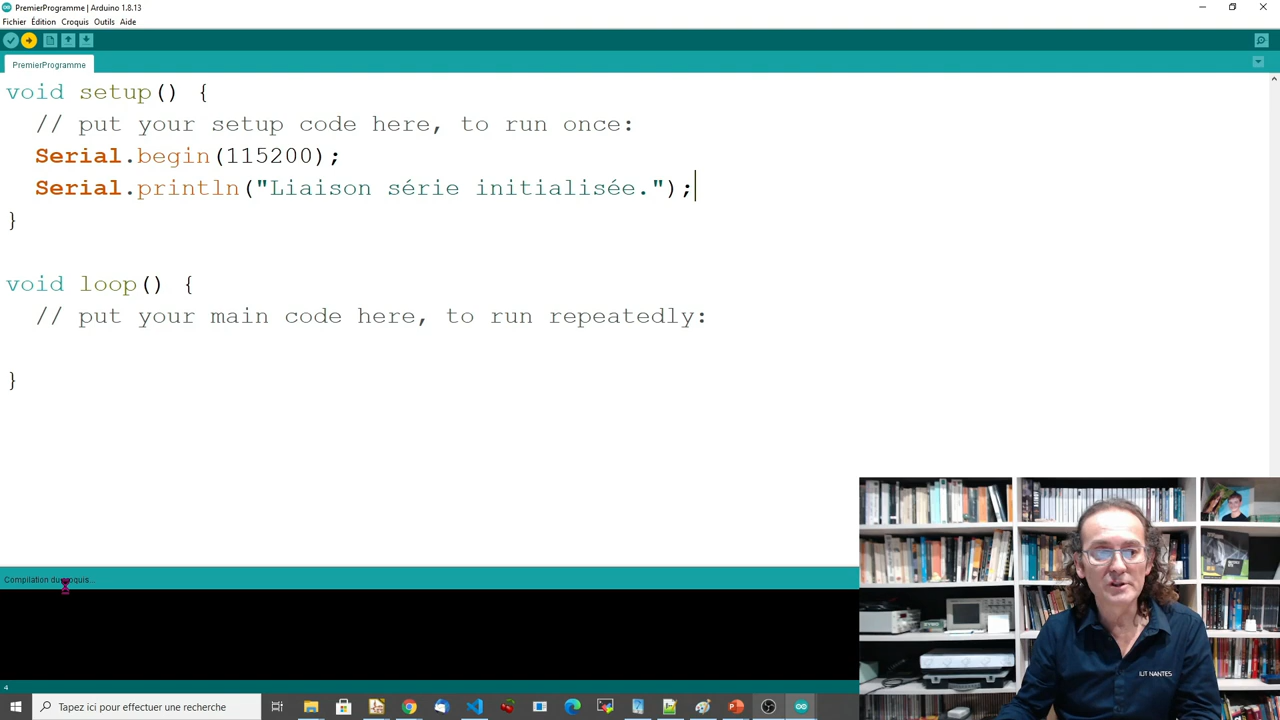 PremierProgramme | Arduino 1.8.13
Fichier Édition Croquis Outils Aide
PremierProgramme
void setup() {
// put your setup code here, to run once:
Serial.begin(115200);
Serial.println("Liaison série initialisée.");
}
void loop() {
// put your main code here, to run repeatedly:
}
Compilation du croquis...
4
Tapez ici pour effectuer une recherche